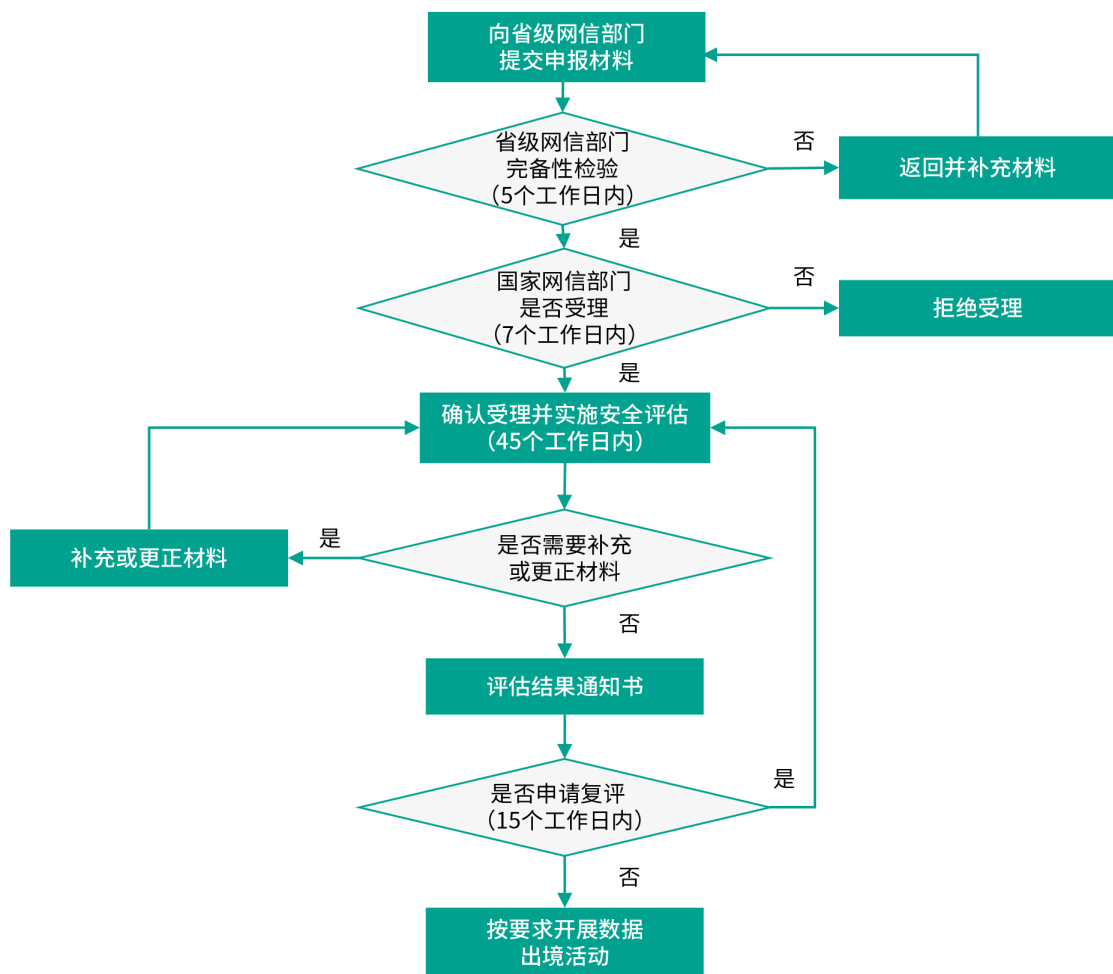 向省级网信部门
提交申报材料
省级网信部门
完备性检验
（5个工作日内）
否
返回并补充材料
是
国家网信部门
是否受理
（7个工作日内）
否
拒绝受理
是
确认受理并实施安全评估
（45个工作日内）
是否需要补充
或更正材料
是
补充或更正材料
否
评估结果通知书
是否申请复评
（15个工作日内）
是
否
按要求开展数据
出境活动